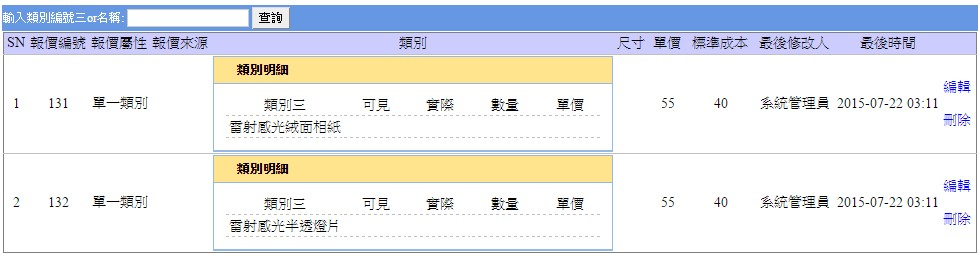 輸入類別編號三or名稱: 查詢
SN 報價編號 報價屬性 報價來源 類別 尺寸 單價 標準成本 最後修改人 最後時間
類別明細
類別三 可見 實際 數量 單價
雷射感光絨面相紙
1 131 單一類別 55 40 系統管理員 2015-07-22 03:11
編輯
刪除
類別明細
類別三 可見 實際 數量 單價
雷射感光半透燈片
2 132 單一類別 55 40 系統管理員 2015-07-22 03:11
編輯
刪除